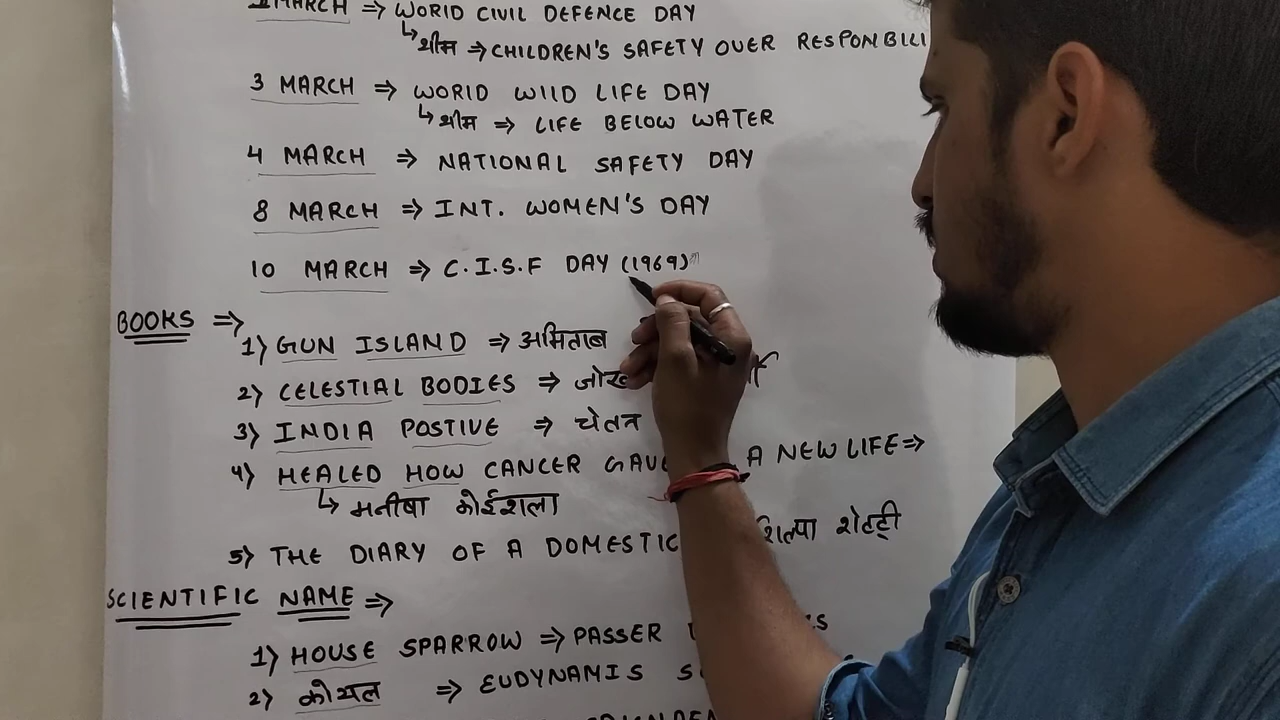 MARCH ⇒ WORID CIVIL DEFENCE DAY
↳ थीम ⇒ CHILDREN'S SAFETY OVER RESPONBILI
3 MARCH ⇒ WORID WIID LIFE DAY
↳ थीम ⇒ LIFE BELOW WATER
4 MARCH ⇒ NATIONAL SAFETY DAY
8 MARCH ⇒ INT. WOMEN'S DAY
10 MARCH ⇒ C.I.S.F DAY (1969)
BOOKS ⇒
1) GUN ISLAND ⇒ अमिताब
2) CELESTIAL BODIES ⇒
3) INDIA POSTIVE ⇒ चेतन
4) HEALED HOW CANCER GAVE A NEW LIFE ⇒
↳ मनीषा कोईराला
5) THE DIARY OF A DOMESTIC शिल्पा शेट्टी
SCIENTIFIC NAME ⇒
1) HOUSE SPARROW ⇒ PASSER
2) कोयल ⇒ EUDYNAMIS